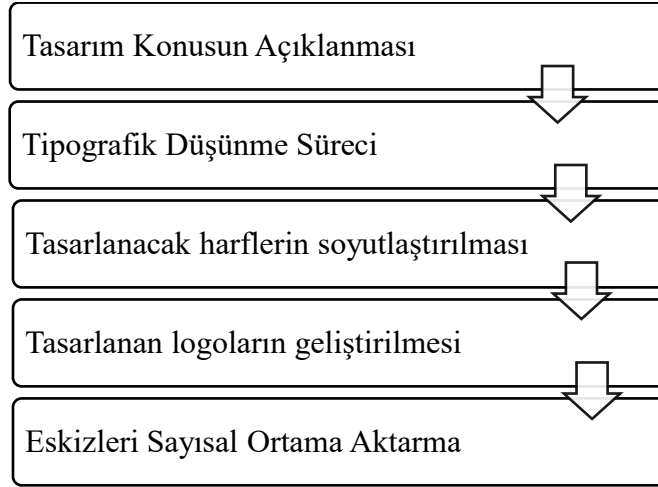 Tasarım Konusun Açıklanması
Tipografik Düşünme Süreci
Tasarlanacak harflerin soyutlaştırılması
Tasarlanan logoların geliştirilmesi
Eskizleri Sayısal Ortama Aktarma